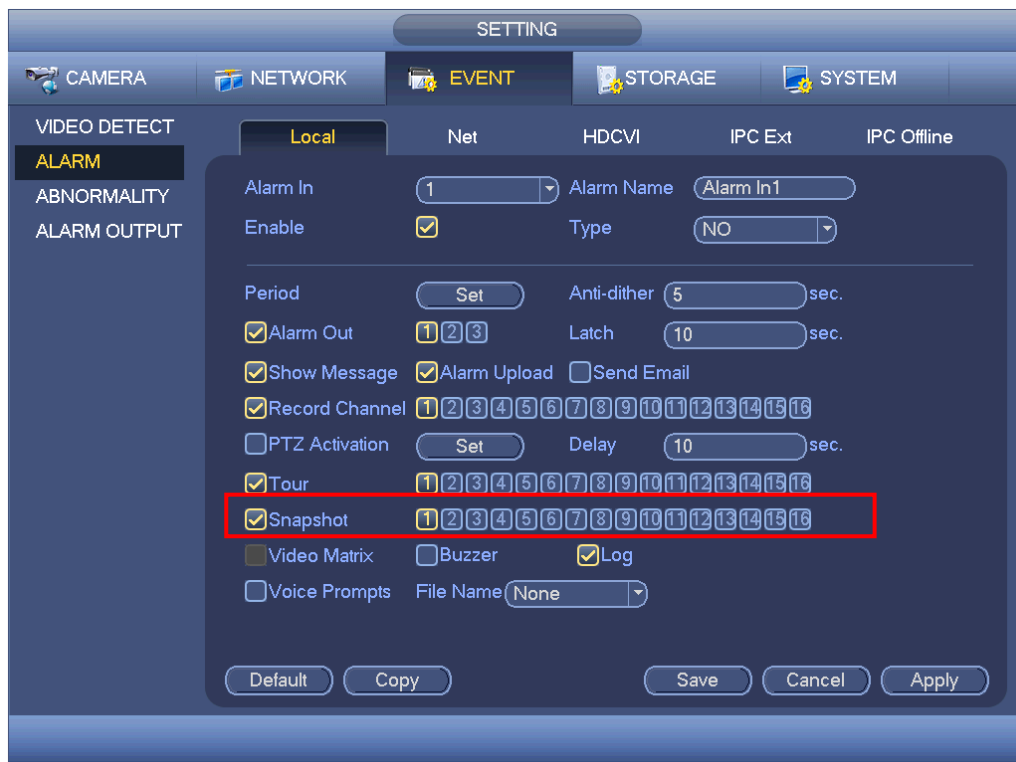 SETTING
CAMERA NETWORK EVENT STORAGE SYSTEM
VIDEO DETECT
ALARM
ABNORMALITY
ALARM OUTPUT
Local Net HDCVI IPC Ext IPC Offline
Alarm In 1 Alarm Name Alarm In1
Enable Type NO
Period Set Anti-dither 5 sec.
Alarm Out 1 2 3 Latch 10 sec.
Show Message Alarm Upload Send Email
Record Channel 1 2 3 4 5 6 7 8 9 10 11 12 13 14 15 16
PTZ Activation Set Delay 10 sec.
Tour 1 2 3 4 5 6 7 8 9 10 11 12 13 14 15 16
Snapshot 1 2 3 4 5 6 7 8 9 10 11 12 13 14 15 16
Video Matrix Buzzer Log
Voice Prompts File Name None
Default Copy Save Cancel Apply